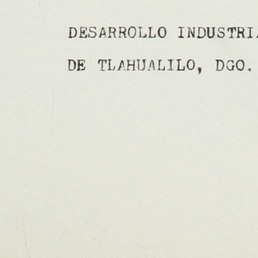 DESARROLLO INDUSTRI
DE TLAHUALILO, DGO.